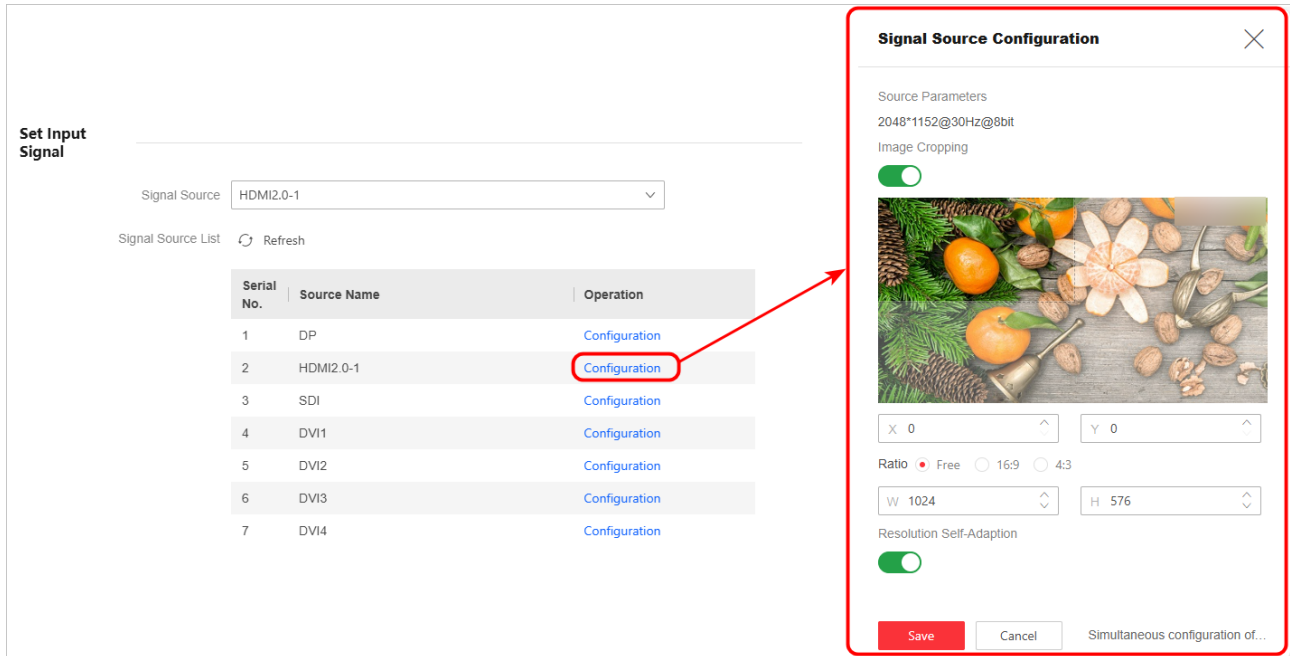 Set Input
Signal
Signal Source HDMI2.0-1
Signal Source List Refresh
Serial
No. Source Name Operation
1 DP Configuration
2 HDMI2.0-1 Configuration
3 SDI Configuration
4 DVI1 Configuration
5 DVI2 Configuration
6 DVI3 Configuration
7 DVI4 Configuration
Signal Source Configuration
Source Parameters
2048*1152@30Hz@8bit
Image Cropping
X 0 Y 0
Ratio Free 16:9 4:3
W 1024 H 576
Resolution Self-Adaption
Save Cancel Simultaneous configuration of...